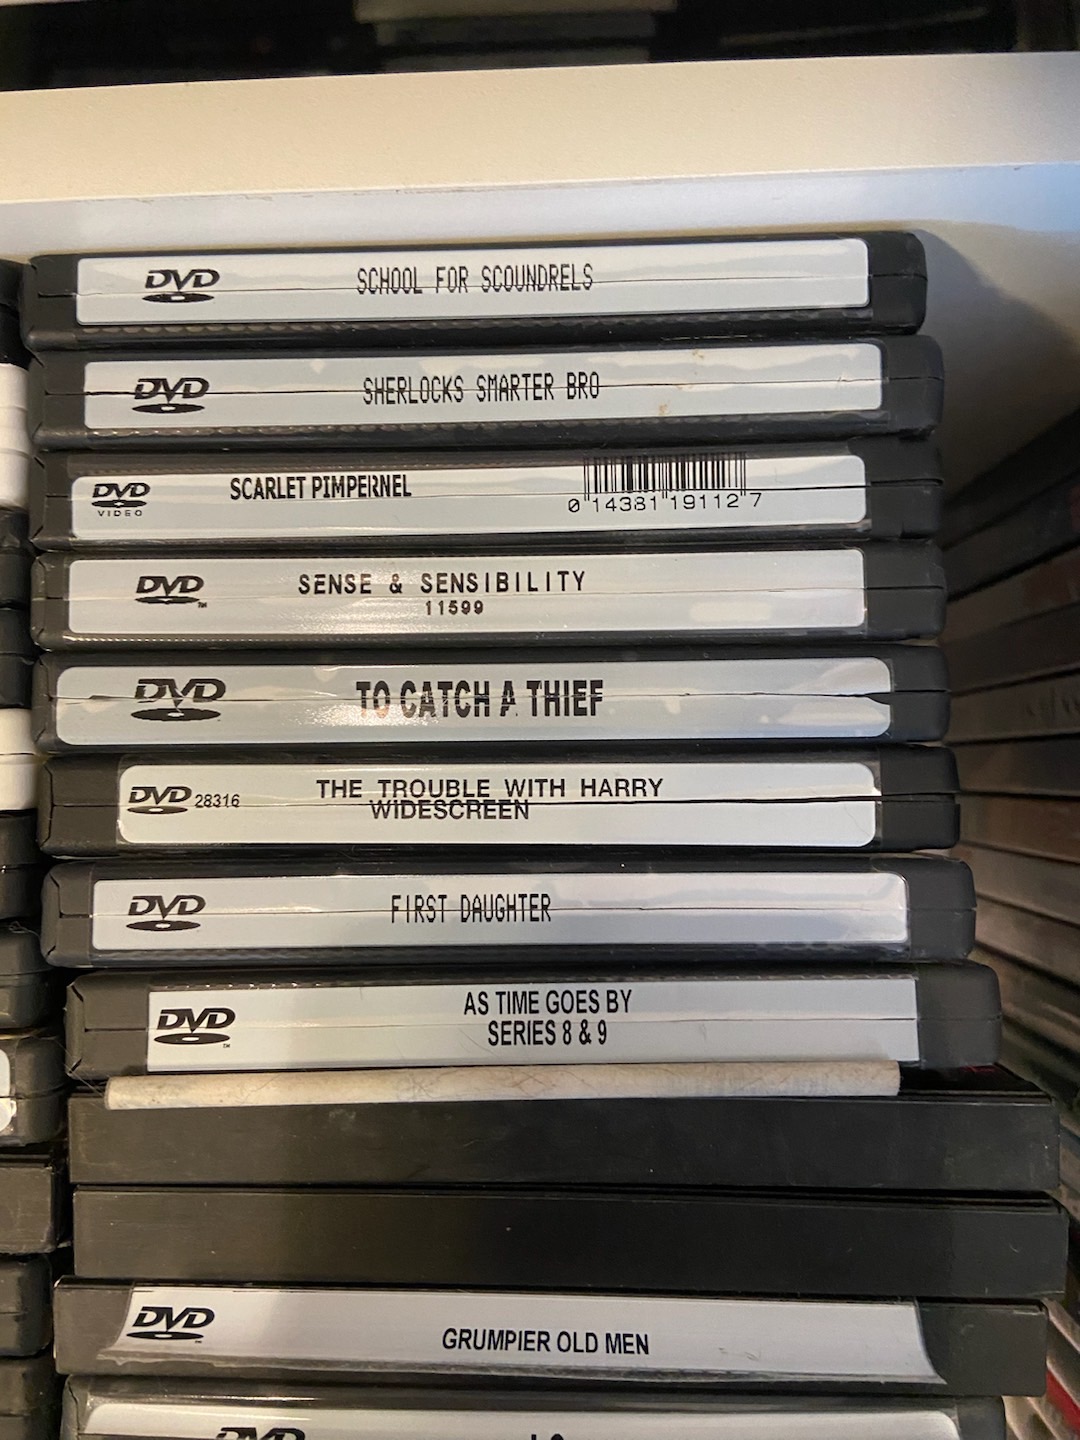 DVD SCHOOL FOR SCOUNDRELS
DVD SHERLOCKS SMARTER BRO
DVD VIDEO SCARLET PIMPERNEL 0 14381 19112 7
DVD SENSE & SENSIBILITY
11599
DVD TO CATCH A THIEF
DVD 28316 THE TROUBLE WITH HARRY
WIDESCREEN
DVD FIRST DAUGHTER
DVD AS TIME GOES BY
SERIES 8 & 9
DVD GRUMPIER OLD MEN
DVD